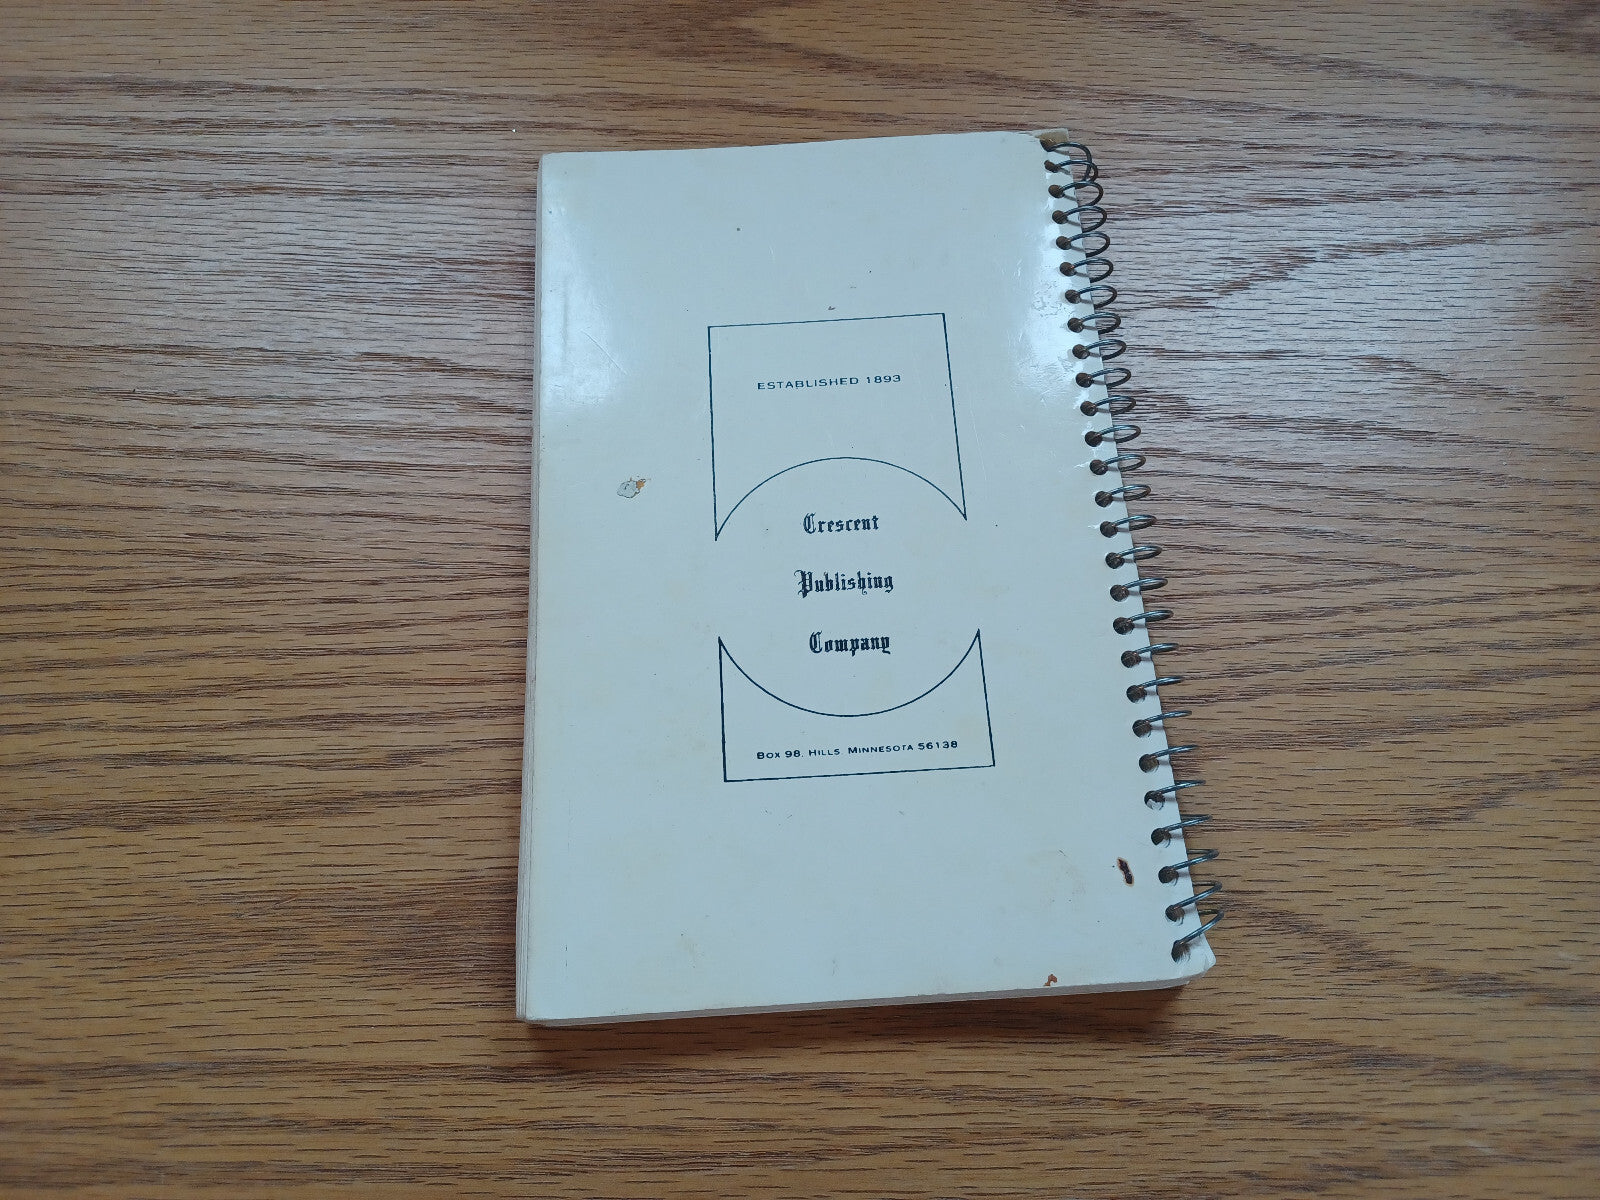 ESTABLISHED 1893
Crescent
Publishing
Company
BOX 98, HILLS, MINNESOTA 56138